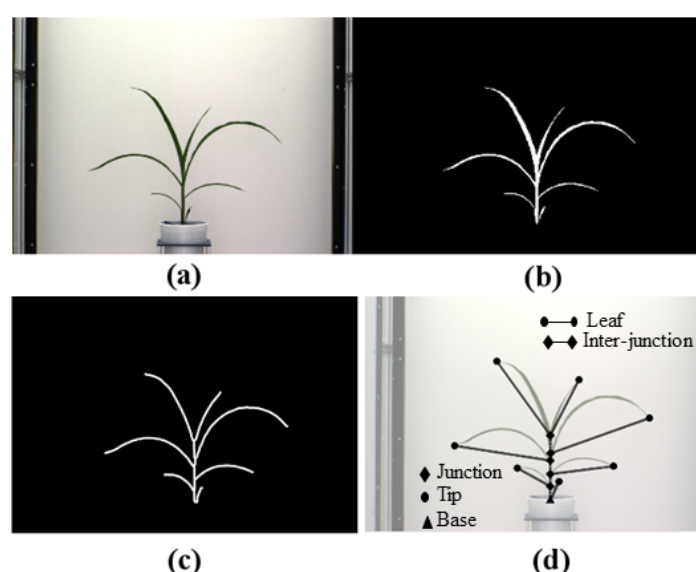 (a)
(b)
Leaf
Inter-junction
Junction
Tip
Base
(c)
(d)